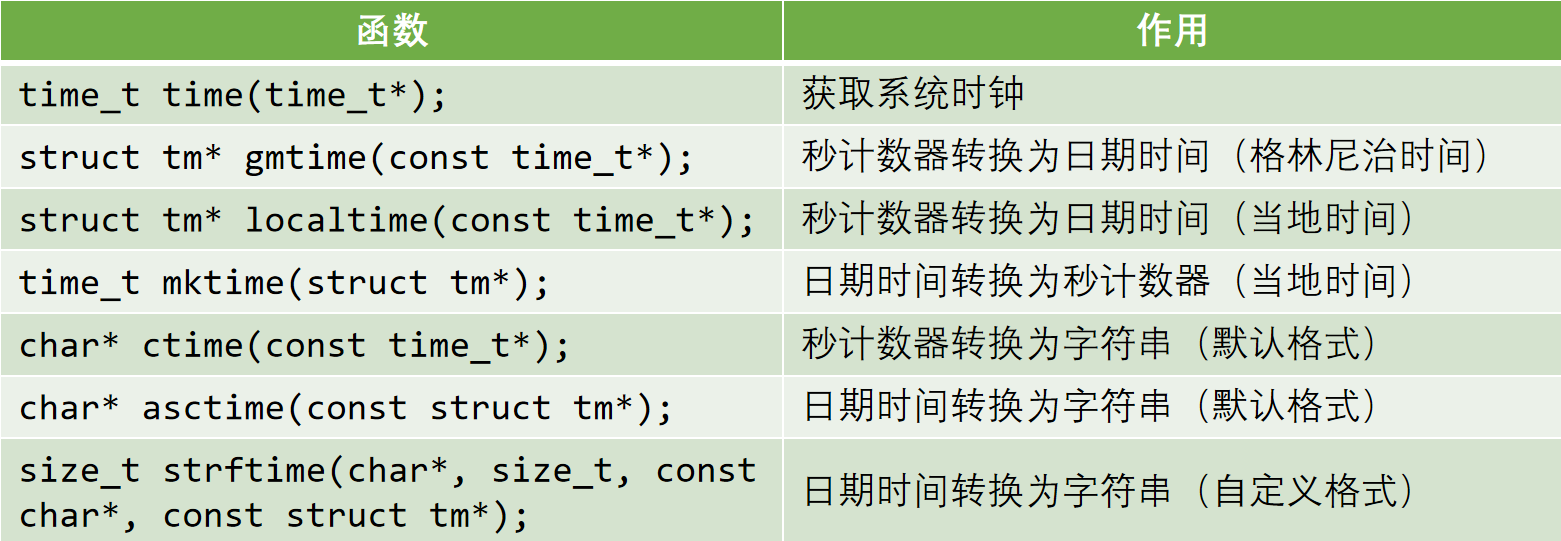 函数
作用
time_t time(time_t*);
获取系统时钟
struct tm* gmtime(const time_t*);
秒计数器转换为日期时间（格林尼治时间）
struct tm* localtime(const time_t*);
秒计数器转换为日期时间（当地时间）
time_t mktime(struct tm*);
日期时间转换为秒计数器（当地时间）
char* ctime(const time_t*);
秒计数器转换为字符串（默认格式）
char* asctime(const struct tm*);
日期时间转换为字符串（默认格式）
size_t strftime(char*, size_t, const
char*, const struct tm*);
日期时间转换为字符串（自定义格式）